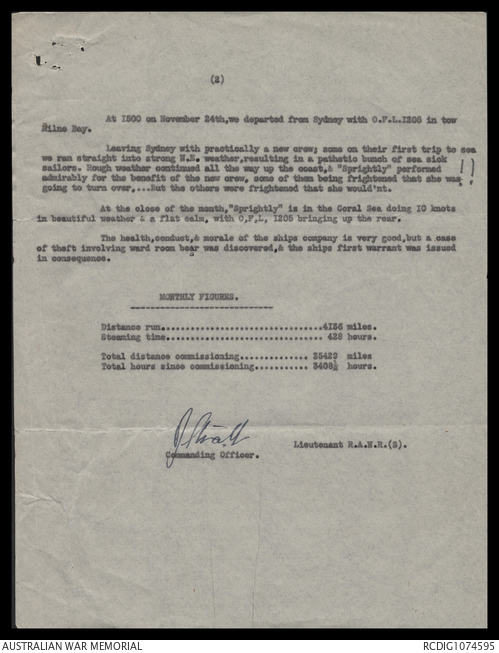 (2)
At 1500 on November 24th,we departed from Sydney with O.F.L.1205 in tow
Milne Bay.
Leaving Sydney with practically a new crew; some on their first trip to sea
we ran straight into strong N.E. weather,resulting in a pathetic bunch of sea sick
sailors. Rough weather continued all the way up the coast,& "Sprightly" performed
admirably for the benefit of the new crew, some of them being frightened that she was
going to turn over,...But the others were frightened that she would'nt.
!!
At the close of the month,"Sprightly" is in the Coral Sea doing 10 knots
in beautiful weather & a flat calm, with O,F,L, 1205 bringing up the rear.
The health,conduct,& morale of the ships company is very good,but a case
of theft involving ward room beer was discovered,& the ships first warrant was issued
in consequence.
MONTHLY FIGURES.
Distance run................................4136 miles.
Steaming time............................... 428 hours.
Total distance commissioning............. 35429 miles
Total hours since commissioning.......... 3408½ hours.
Commanding Officer.
Lieutenant R.A.N.R.(S).
AUSTRALIAN WAR MEMORIAL
RCDIG1074595